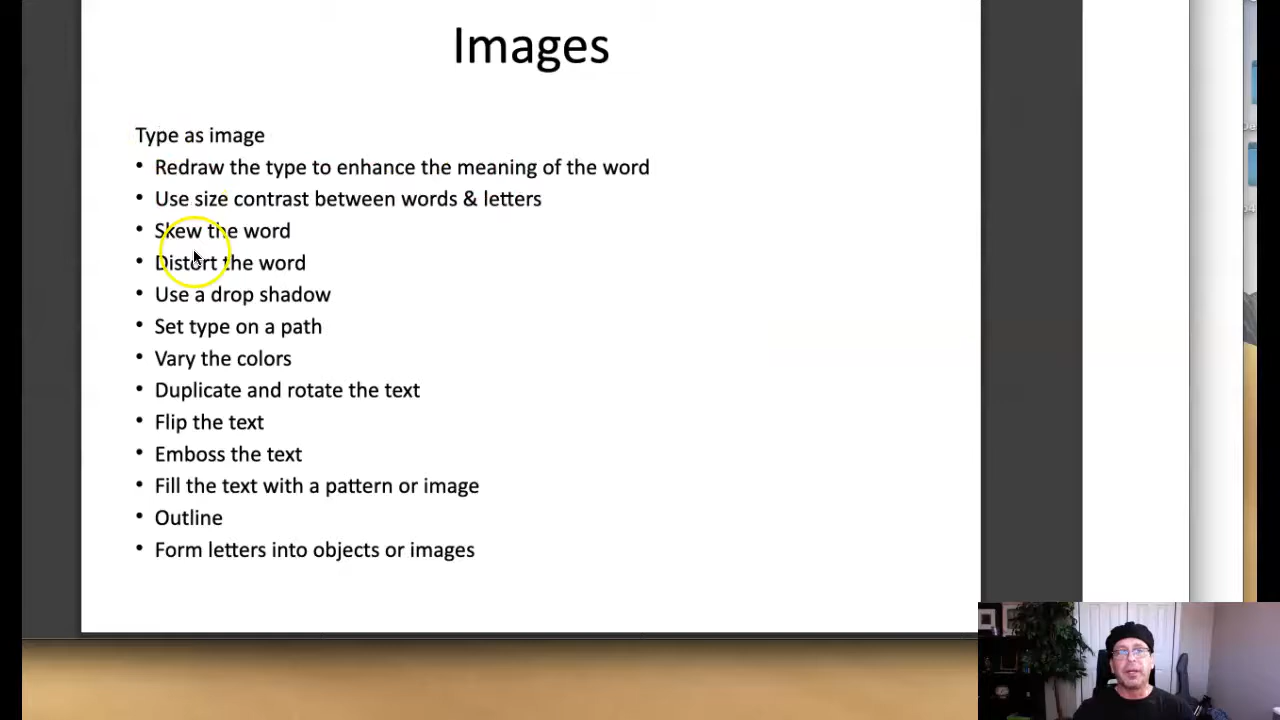 Images
Type as image
• Redraw the type to enhance the meaning of the word
• Use size contrast between words & letters
• Skew the word
• Distort the word
• Use a drop shadow
• Set type on a path
• Vary the colors
• Duplicate and rotate the text
• Flip the text
• Emboss the text
• Fill the text with a pattern or image
• Outline
• Form letters into objects or images